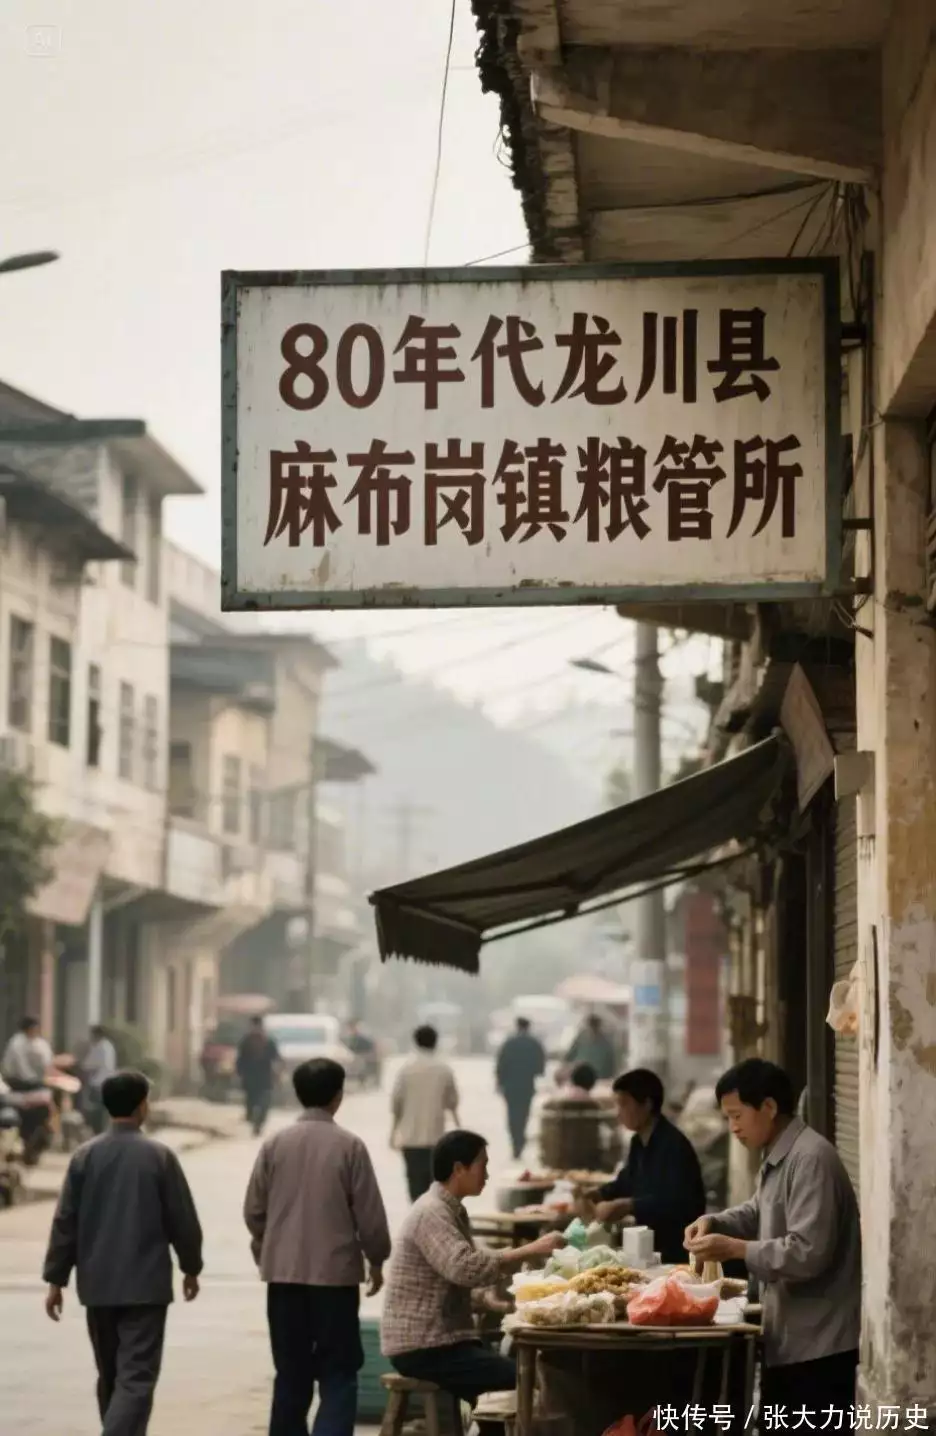 80年代龙川县
麻布岗镇粮管所
快传号/张大力说历史